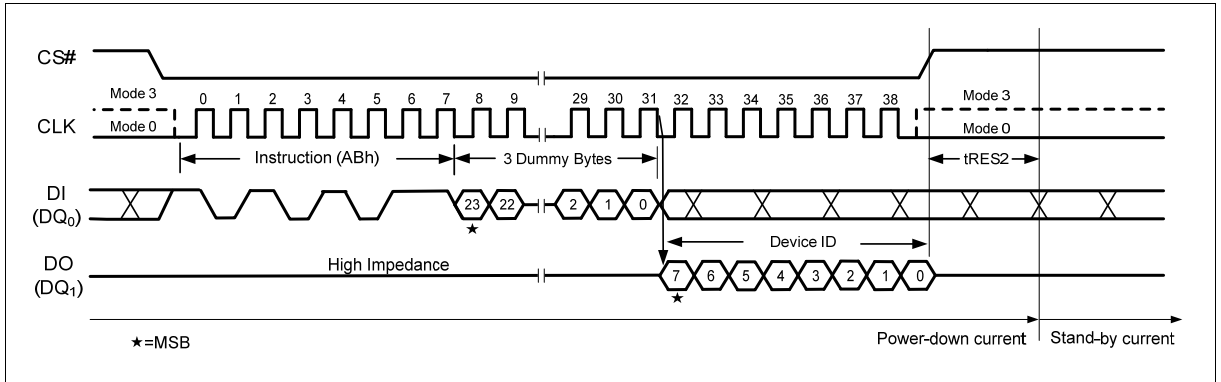 CS#
Mode 3 0 1 2 3 4 5 6 7 8 9 29 30 31 32 33 34 35 36 37 38 Mode 3
CLK Mode 0 Mode 0
Instruction (ABh) 3 Dummy Bytes tRES2
DI 23 22 2 1 0
(DQ₀) ★
Device ID
DO High Impedance 7 6 5 4 3 2 1 0
(DQ₁) ★
★=MSB Power-down current Stand-by current